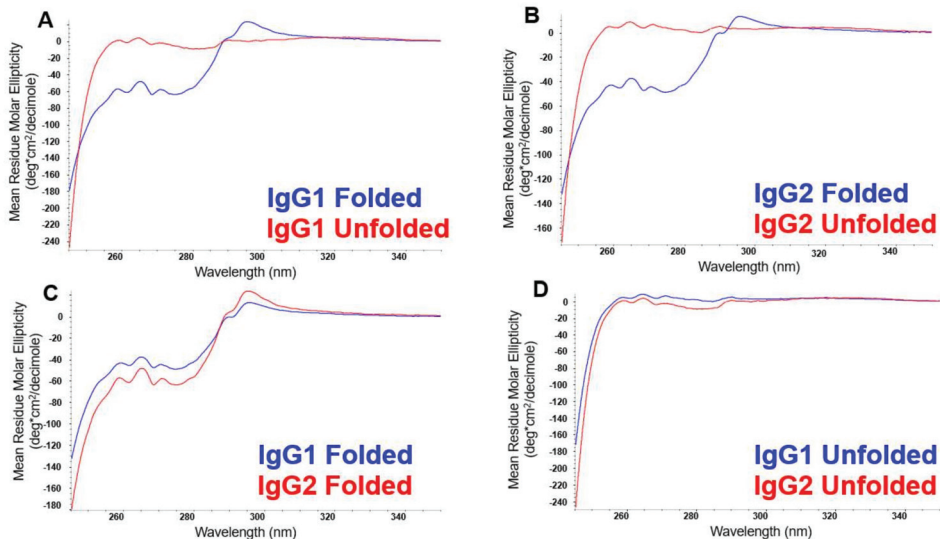 A
Mean Residue Molar Ellipticity
(deg*cm²/decimole)
0
-20
-40
-60
-80
-100
-120
-140
-160
-180
-200
-220
-240
IgG1 Folded
IgG1 Unfolded
260 280 300 320 340
Wavelength (nm)
B
Mean Residue Molar Ellipticity
(deg*cm²/decimole)
20
0
-20
-40
-60
-80
-100
-120
-140
-160
IgG2 Folded
IgG2 Unfolded
260 280 300 320 340
Wavelength (nm)
C
Mean Residue Molar Ellipticity
(deg*cm²/decimole)
20
0
-20
-40
-60
-80
-100
-120
-140
-160
-180
IgG1 Folded
IgG2 Folded
260 280 300 320 340
Wavelength (nm)
D
Mean Residue Molar Ellipticity
(deg*cm²/decimole)
0
-20
-40
-60
-80
-100
-120
-140
-160
-180
-200
-220
-240
IgG1 Unfolded
IgG2 Unfolded
260 280 300 320 340
Wavelength (nm)